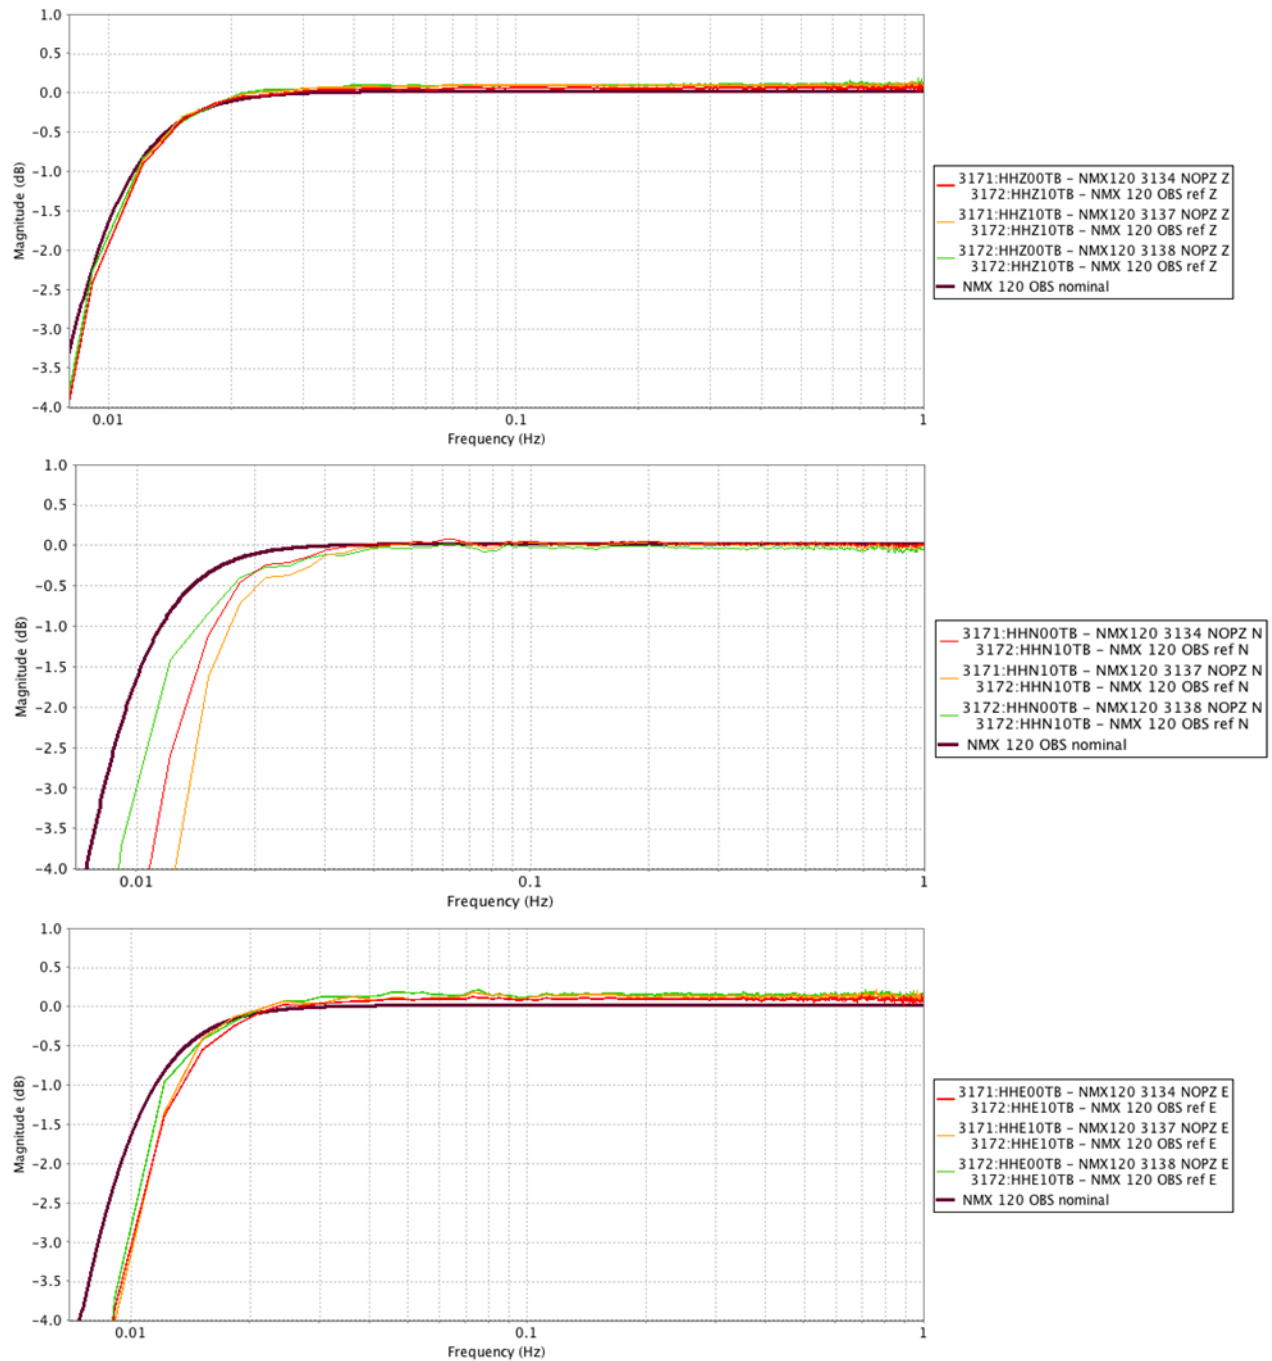 1.0
0.5
0.0
−0.5
−1.0
−1.5
−2.0
−2.5
−3.0
−3.5
−4.0
Magnitude (dB)
0.01
0.1
1
Frequency (Hz)
3171:HHZ00TB – NMX120 3134 NOPZ Z
3172:HHZ10TB – NMX 120 OBS ref Z
3171:HHZ10TB – NMX120 3137 NOPZ Z
3172:HHZ10TB – NMX 120 OBS ref Z
3172:HHZ00TB – NMX120 3138 NOPZ Z
3172:HHZ10TB – NMX 120 OBS ref Z
NMX 120 OBS nominal
1.0
0.5
0.0
−0.5
−1.0
−1.5
−2.0
−2.5
−3.0
−3.5
−4.0
Magnitude (dB)
0.01
0.1
1
Frequency (Hz)
3171:HHN00TB – NMX120 3134 NOPZ N
3172:HHN10TB – NMX 120 OBS ref N
3171:HHN10TB – NMX120 3137 NOPZ N
3172:HHN10TB – NMX 120 OBS ref N
3172:HHN00TB – NMX120 3138 NOPZ N
3172:HHN10TB – NMX 120 OBS ref N
NMX 120 OBS nominal
1.0
0.5
0.0
−0.5
−1.0
−1.5
−2.0
−2.5
−3.0
−3.5
−4.0
Magnitude (dB)
0.01
0.1
1
Frequency (Hz)
3171:HHE00TB – NMX120 3134 NOPZ E
3172:HHE10TB – NMX 120 OBS ref E
3171:HHE10TB – NMX120 3137 NOPZ E
3172:HHE10TB – NMX 120 OBS ref E
3172:HHE00TB – NMX120 3138 NOPZ E
3172:HHE10TB – NMX 120 OBS ref E
NMX 120 OBS nominal